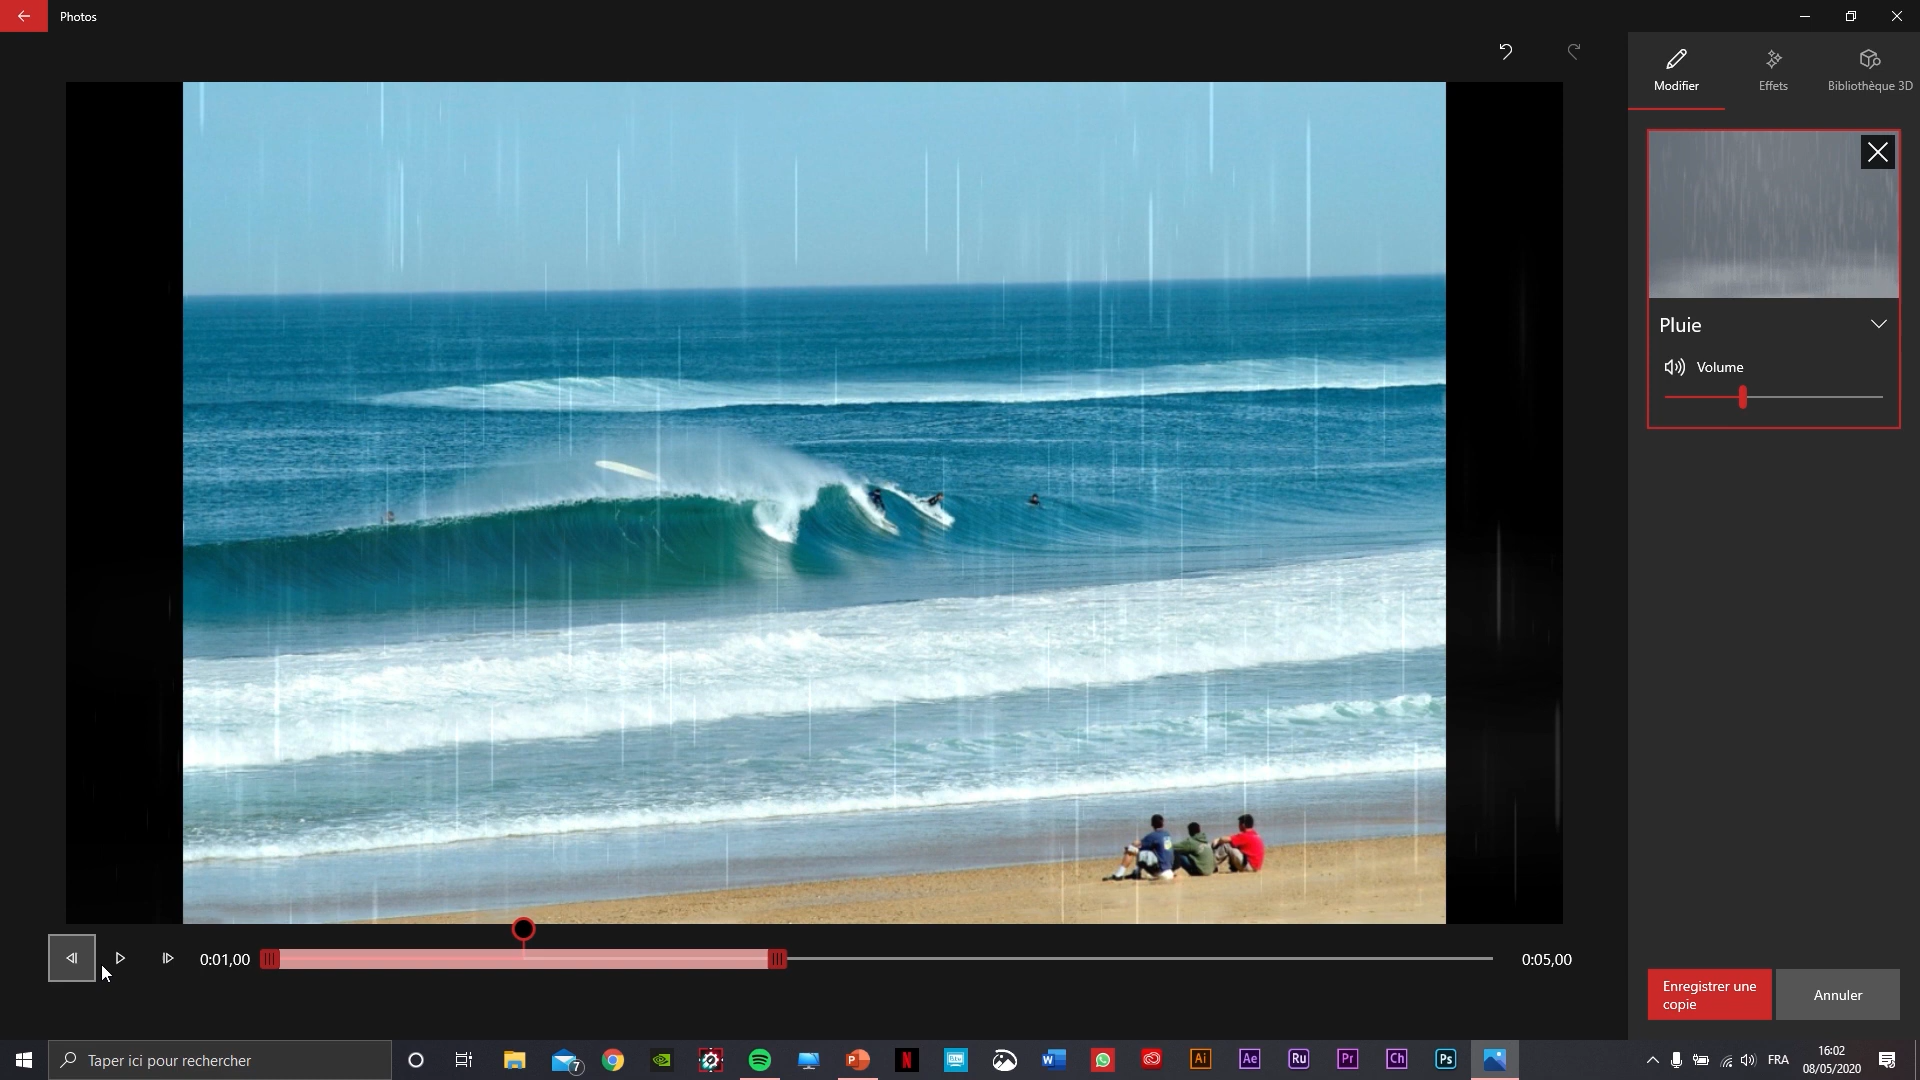 Photos
Modifier
Effets
Bibliothèque 3D
Pluie
Volume
0:01,00
0:05,00
Enregistrer une
copie
Annuler
Taper ici pour rechercher
7
P
N
W
Ai
Ae
Ru
Pr
Ch
Ps
FRA
16:02
08/05/2020